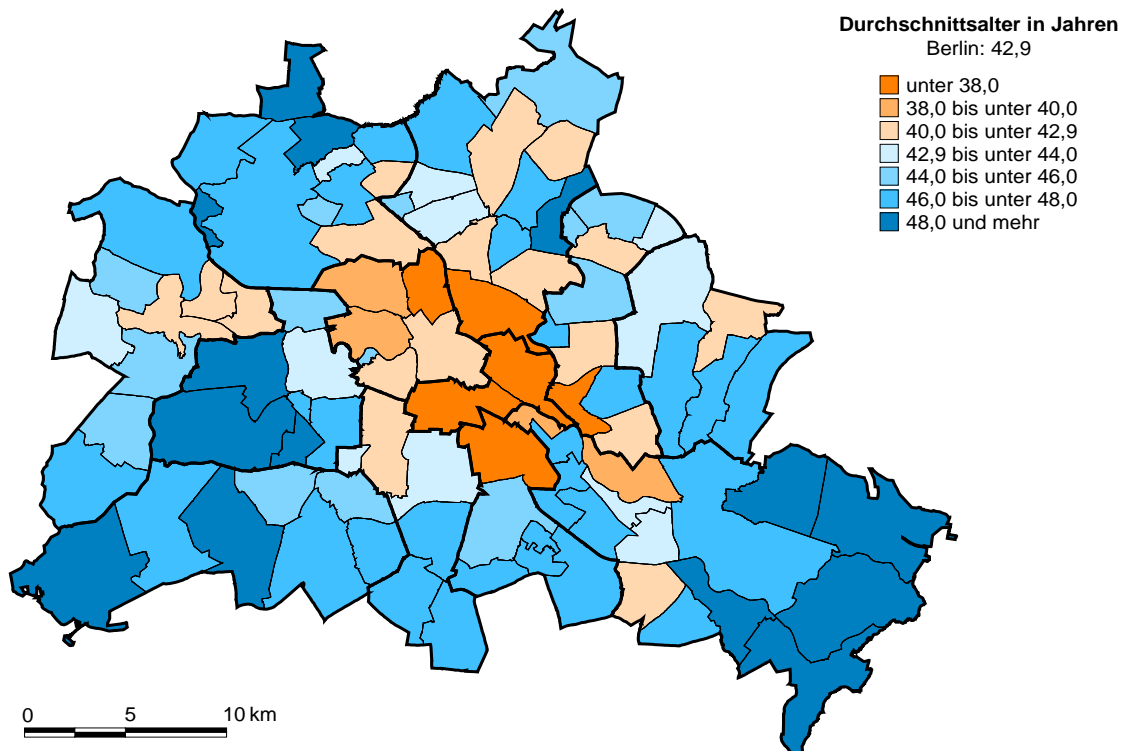 Durchschnittsalter in Jahren
Berlin: 42,9
unter 38,0
38,0 bis unter 40,0
40,0 bis unter 42,9
42,9 bis unter 44,0
44,0 bis unter 46,0
46,0 bis unter 48,0
48,0 und mehr
0 5 10 km